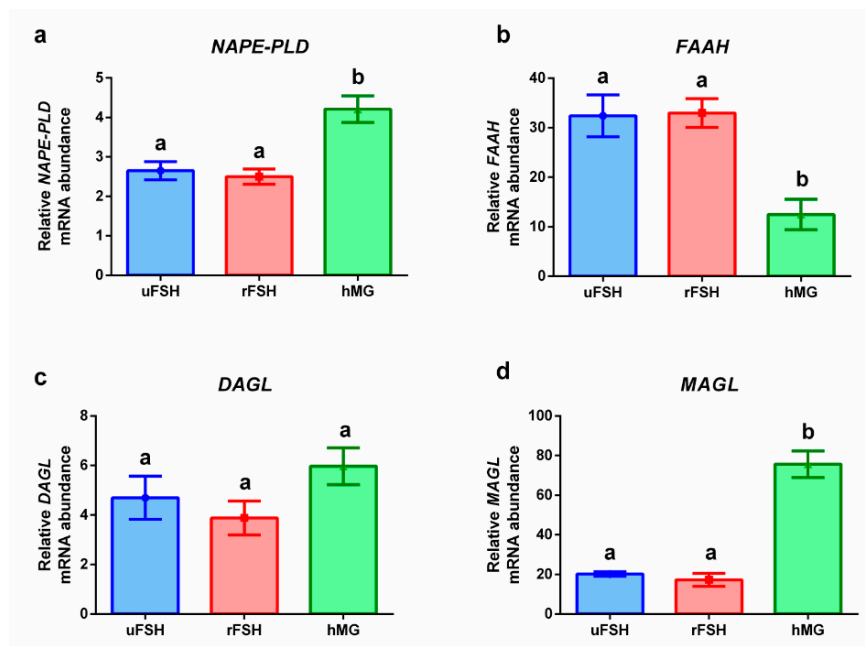 a
NAPE-PLD
Relative NAPE-PLD
mRNA abundance
5
4
3
2
1
0
a
a
b
uFSH
rFSH
hMG
b
FAAH
Relative FAAH
mRNA abundance
40
30
20
10
0
a
a
b
uFSH
rFSH
hMG
c
DAGL
Relative DAGL
mRNA abundance
8
6
4
2
0
a
a
a
uFSH
rFSH
hMG
d
MAGL
Relative MAGL
mRNA abundance
100
80
60
40
20
0
a
a
b
uFSH
rFSH
hMG